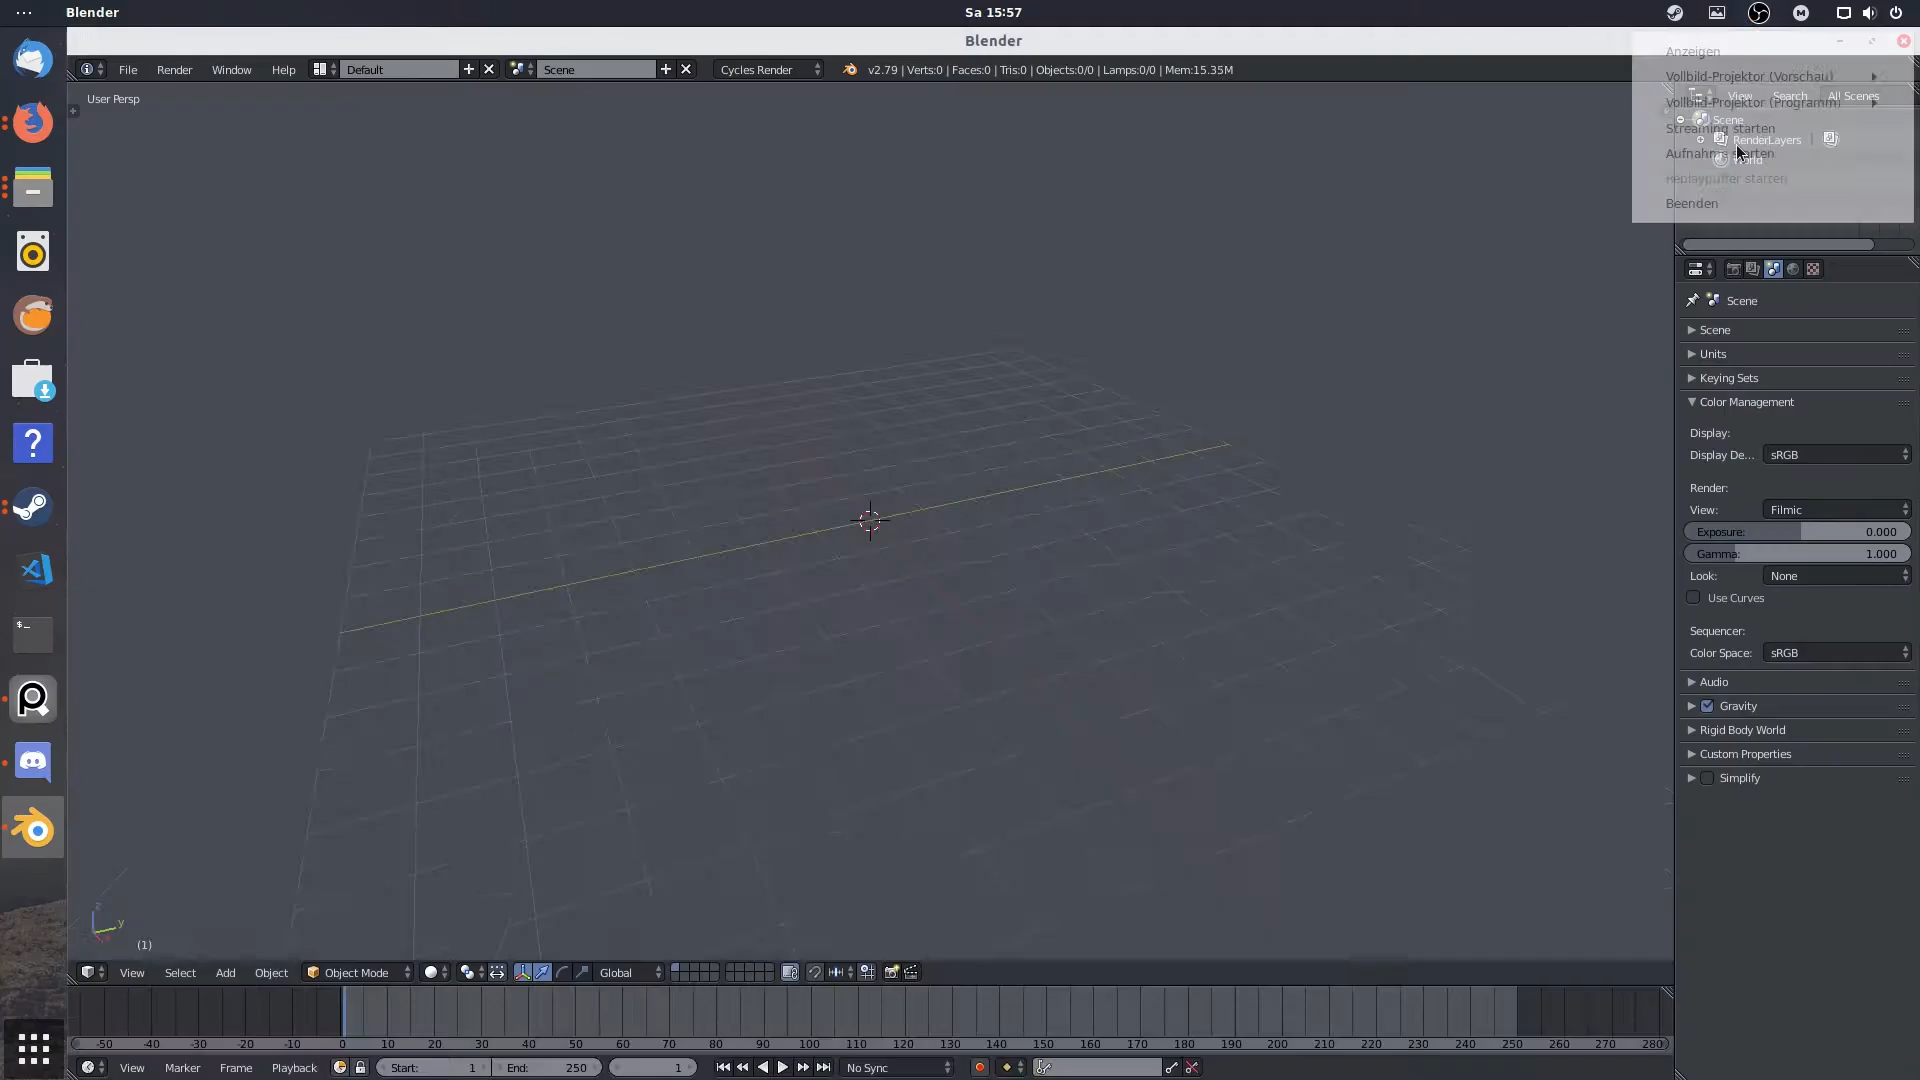 Blender
Sa 15:57
Blender
File Render Window Help Default Scene Cycles Render v2.79 | Verts:0 | Faces:0 | Tris:0 | Objects:0/0 | Lamps:0/0 | Mem:15.35M
Anzeigen
Vollbild-Projektor (Vorschau)
View Search All Scenes
Vollbild-Projektor (Programm)
Scene
Streaming starten
RenderLayers
Aufnahme starten
World
Replaypuffer starten
Beenden
User Persp
Scene
Scene
Units
Keying Sets
Color Management
Display:
Display De... sRGB
Render:
View: Filmic
Exposure: 0.000
Gamma: 1.000
Look: None
Use Curves
Sequencer:
Color Space: sRGB
Audio
Gravity
Rigid Body World
Custom Properties
Simplify
z
y
(1)
View Select Add Object Object Mode Global
-50 -40 -30 -20 -10 0 10 20 30 40 50 60 70 80 90 100 110 120 130 140 150 160 170 180 190 200 210 220 230 240 250 260 270 280
View Marker Frame Playback Start: 1 End: 250 1 No Sync